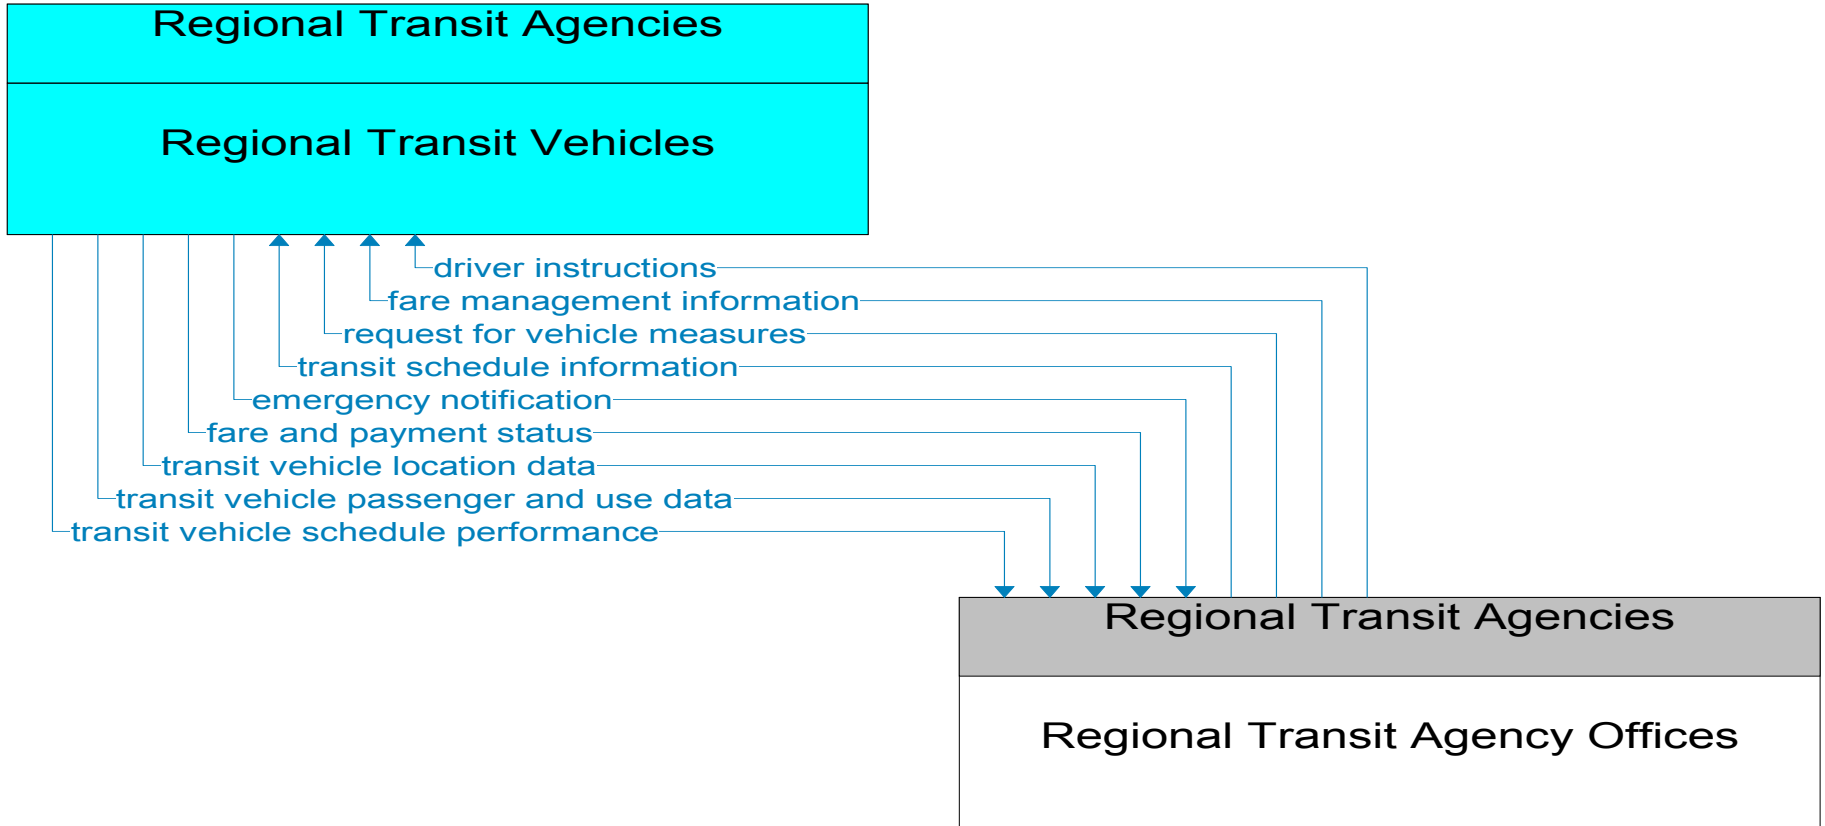 Regional Transit Agencies
Regional Transit Vehicles
driver instructions
fare management information
request for vehicle measures
transit schedule information
emergency notification
fare and payment status
transit vehicle location data
transit vehicle passenger and use data
transit vehicle schedule performance
Regional Transit Agencies
Regional Transit Agency Offices